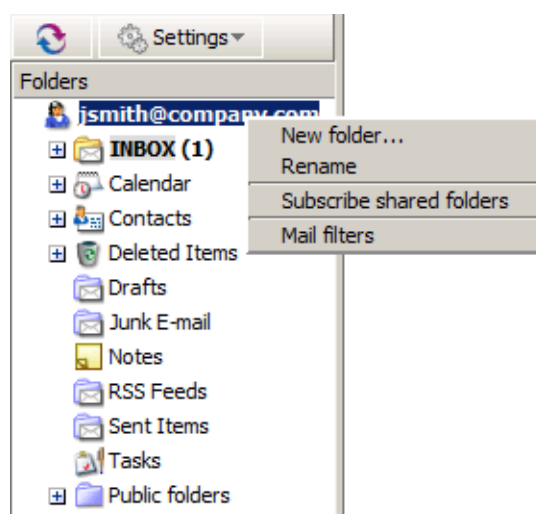 Settings
Folders
jsmith@company.com
New folder...
INBOX (1)
Rename
Calendar
Subscribe shared folders
Contacts
Mail filters
Deleted Items
Drafts
Junk E-mail
Notes
RSS Feeds
Sent Items
Tasks
Public folders